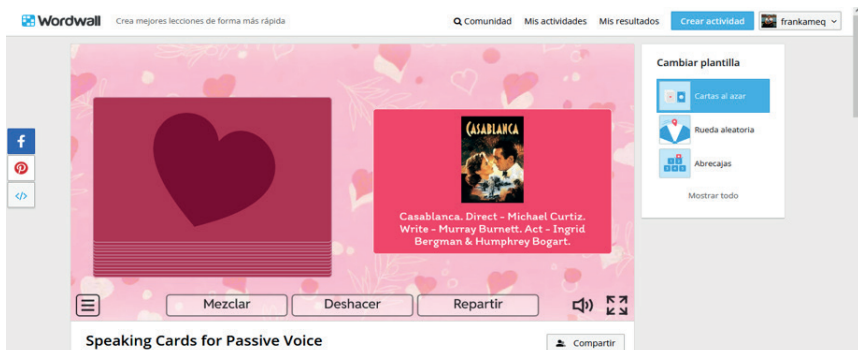 Wordwall
Crea mejores lecciones de forma más rápida
Comunidad
Mis actividades
Mis resultados
Crear actividad
frankameq
CASABLANCA
Casablanca. Direct - Michael Curtiz.
Write - Murray Burnett. Act - Ingrid
Bergman & Humphrey Bogart.
Mezclar
Deshacer
Repartir
Speaking Cards for Passive Voice
Compartir
Cambiar plantilla
Cartas al azar
Rueda aleatoria
Abrecajas
Mostrar todo